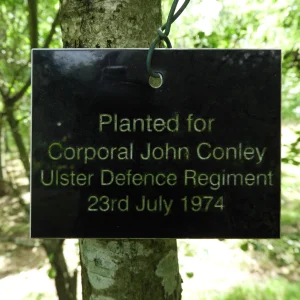 Planted for
Corporal John Conley
Ulster Defence Regiment
23rd July 1974